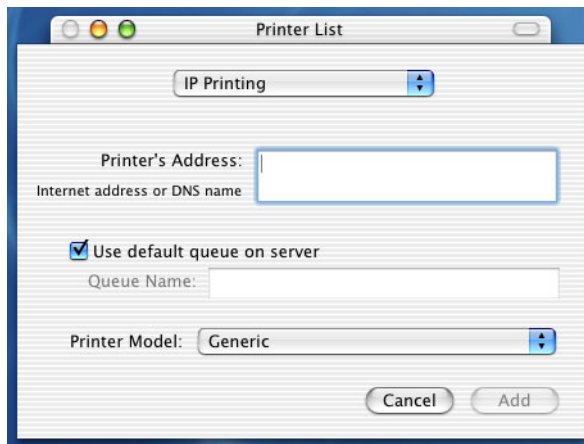 Printer List
IP Printing
Printer's Address:
Internet address or DNS name
Use default queue on server
Queue Name:
Printer Model: Generic
Cancel Add